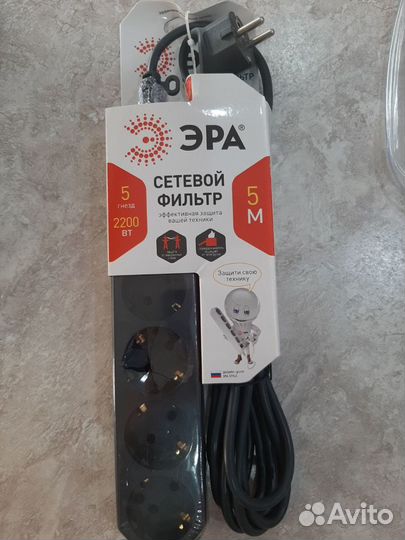 ЭРА®
5
гнезд
2200
ВТ
СЕТЕВОЙ
ФИЛЬТР
эффективная защита
вашей техники
5
М
Защити свою
технику
Avito